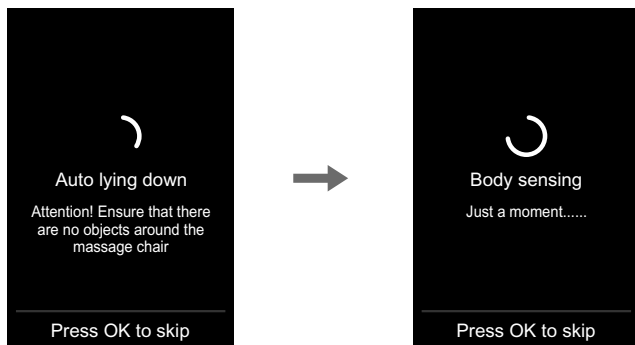 Auto lying down
Attention! Ensure that there
are no objects around the
massage chair
Press OK to skip
Body sensing
Just a moment......
Press OK to skip